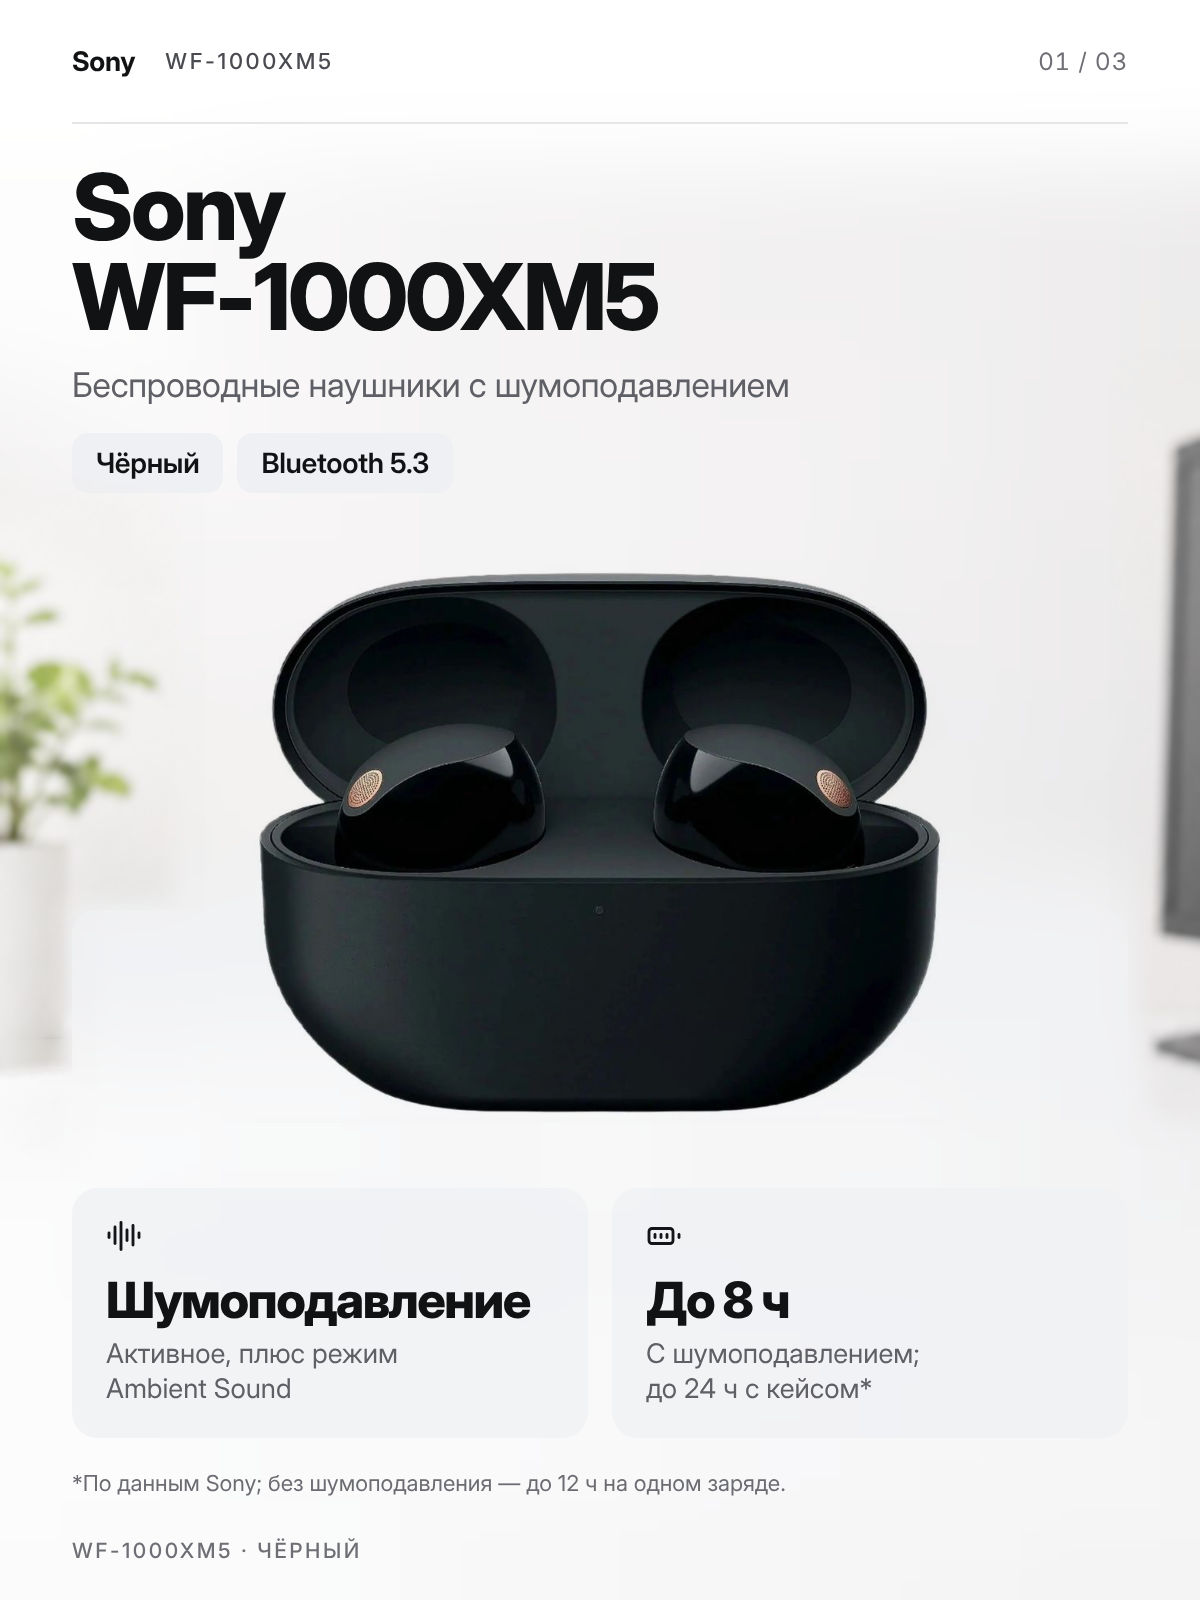 Sony WF-1000XM5 01 / 03
Sony
WF-1000XM5
Беспроводные наушники с шумоподавлением
Чёрный Bluetooth 5.3
Шумоподавление
Активное, плюс режим
Ambient Sound
До 8 ч
С шумоподавлением;
до 24 ч с кейсом*
*По данным Sony; без шумоподавления — до 12 ч на одном заряде.
WF-1000XM5 · ЧЁРНЫЙ